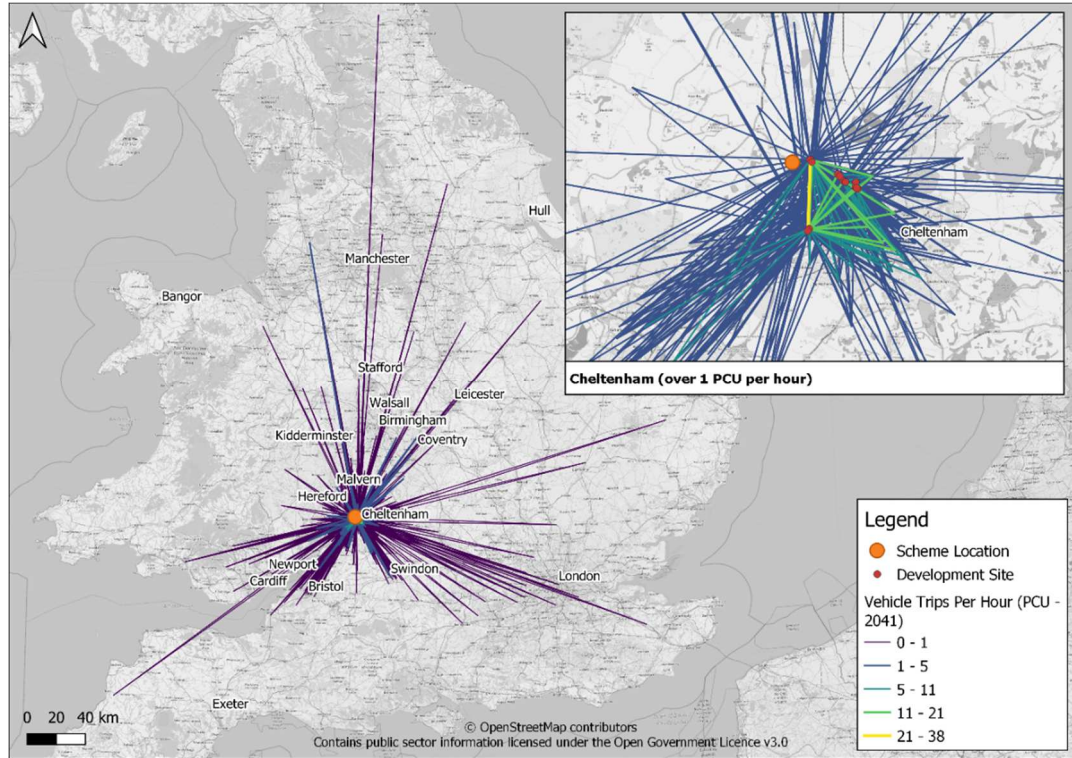 Hull
Manchester
Bangor
Stafford
Walsall
Leicester
Birmingham
Kidderminster
Coventry
Malvern
Hereford
Cheltenham
Newport
Swindon
Cardiff
Bristol
London
Exeter
0 20 40 km
© OpenStreetMap contributors
Contains public sector information licensed under the Open Government Licence v3.0
Cheltenham
Cheltenham (over 1 PCU per hour)
Legend
Scheme Location
Development Site
Vehicle Trips Per Hour (PCU -
2041)
0 - 1
1 - 5
5 - 11
11 - 21
21 - 38